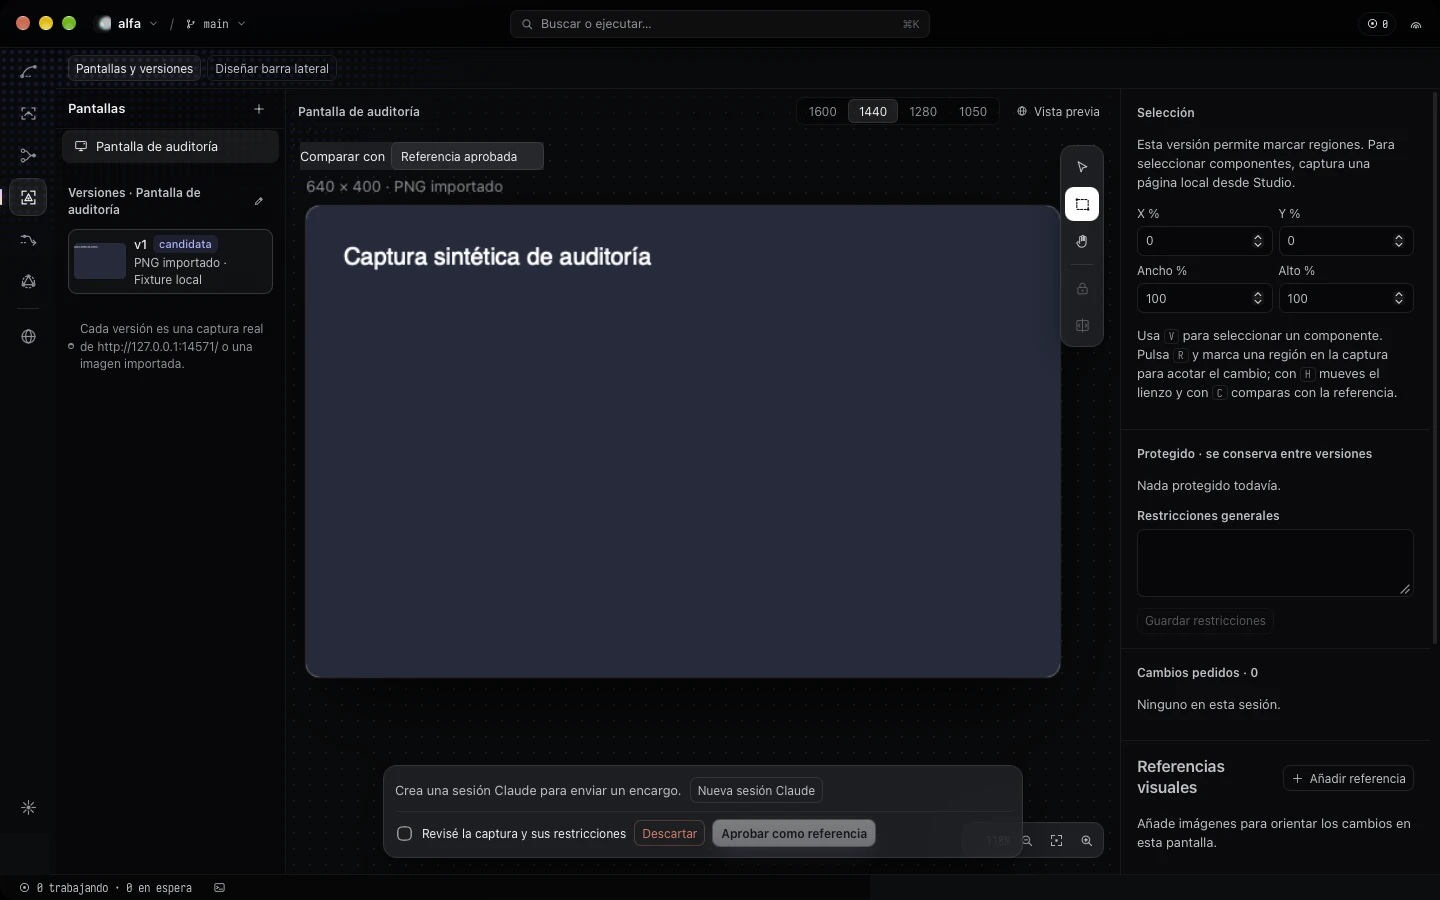 alfa / main
Buscar o ejecutar... ⌘K
0
Pantallas y versiones
Diseñar barra lateral
Pantallas
Pantalla de auditoría
Versiones · Pantalla de
auditoría
v1 candidata
PNG importado ·
Fixture local
Cada versión es una captura real
de http://127.0.0.1:14571/ o una
imagen importada.
Pantalla de auditoría
1600 1440 1280 1050
Vista previa
Comparar con Referencia aprobada
640 × 400 · PNG importado
Captura sintética de auditoría
Crea una sesión Claude para enviar un encargo. Nueva sesión Claude
Revisé la captura y sus restricciones Descartar Aprobar como referencia
Selección
Esta versión permite marcar regiones. Para
seleccionar componentes, captura una
página local desde Studio.
X % Y %
0 0
Ancho % Alto %
100 100
Usa V para seleccionar un componente.
Pulsa R y marca una región en la captura
para acotar el cambio; con H mueves el
lienzo y con C comparas con la referencia.
Protegido · se conserva entre versiones
Nada protegido todavía.
Restricciones generales
Guardar restricciones
Cambios pedidos · 0
Ninguno en esta sesión.
Referencias
visuales
Añadir referencia
Añade imágenes para orientar los cambios en
esta pantalla.
0 trabajando · 0 en espera